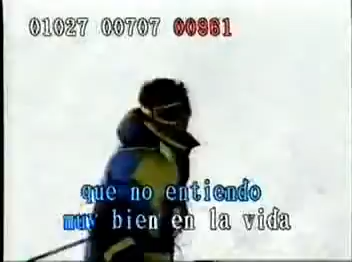 01027 00707 00861
que no entiendo
muy bien en la vida